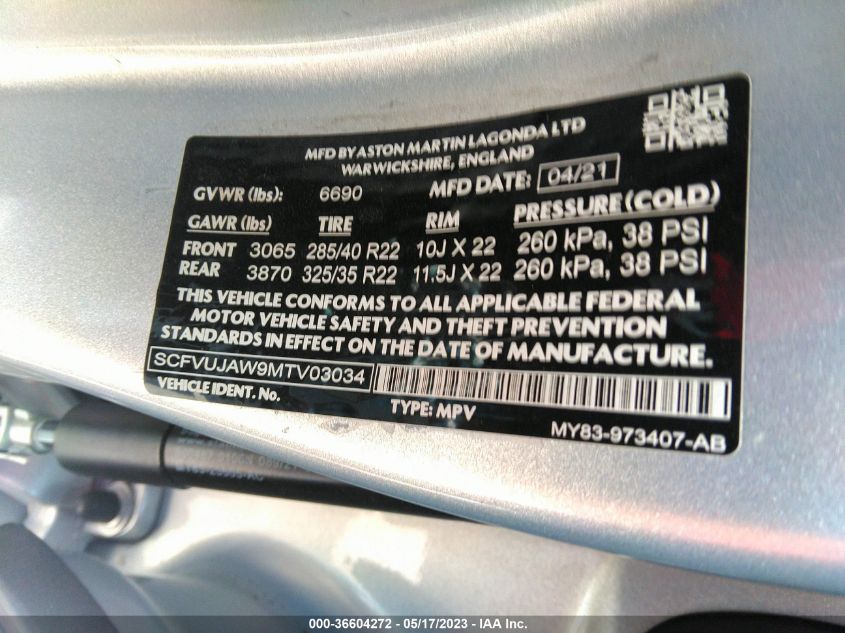 MFD BY ASTON MARTIN LAGONDA LTD
WARWICKSHIRE, ENGLAND
GVWR (lbs): 6690 MFD DATE: 04/21
GAWR (lbs) TIRE RIM PRESSURE (COLD)
FRONT 3065 285/40 R22 10J X 22 260 kPa, 38 PSI
REAR 3870 325/35 R22 11.5J X 22 260 kPa, 38 PSI
THIS VEHICLE CONFORMS TO ALL APPLICABLE FEDERAL
MOTOR VEHICLE SAFETY AND THEFT PREVENTION
STANDARDS IN EFFECT ON THE DATE OF MANUFACTURE.
SCFVUJAW9MTV03034
VEHICLE IDENT. No.
TYPE: MPV
MY83-973407-AB
000-36604272 - 05/17/2023 - IAA Inc.